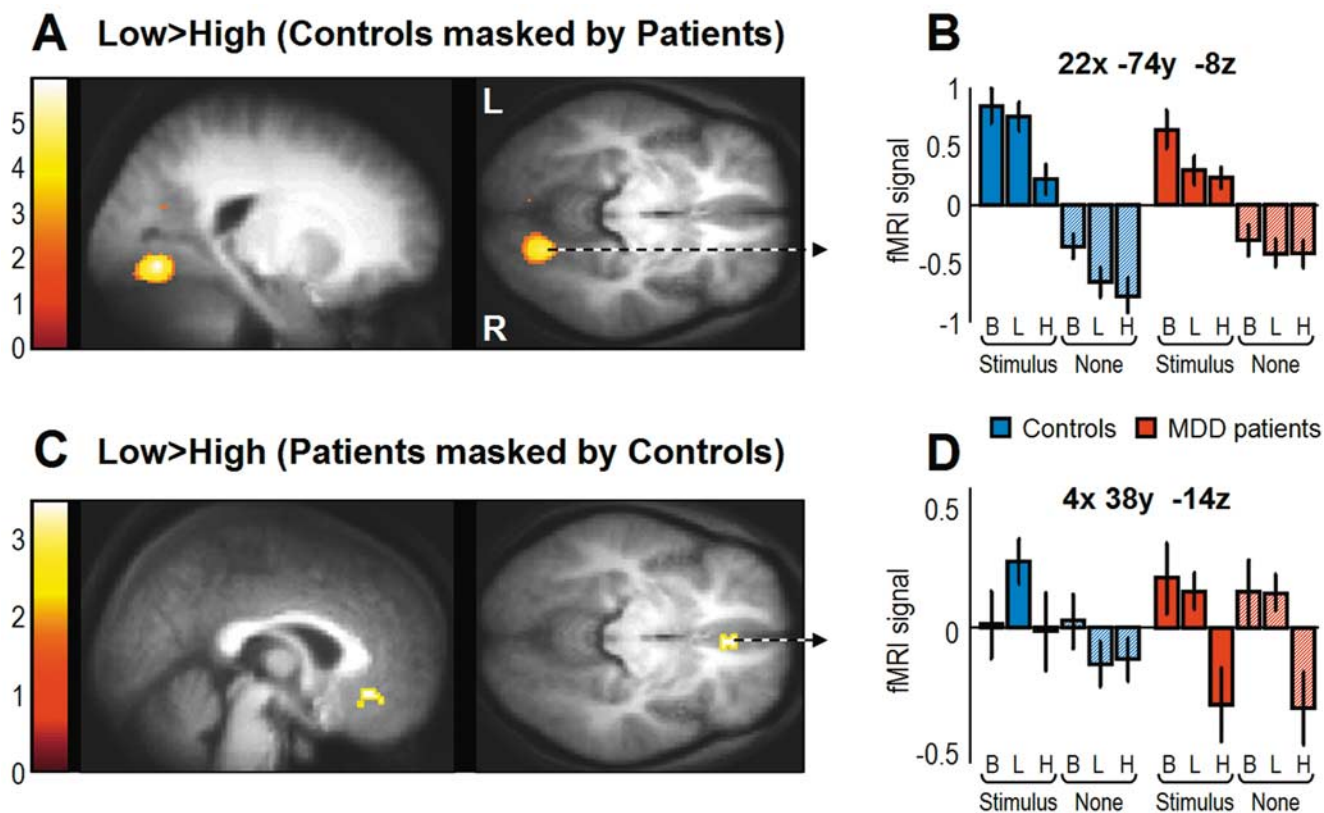 A Low>High (Controls masked by Patients)
5
4
3
2
1
0
L
R
B
22x -74y -8z
fMRI signal
1
0.5
0
-0.5
-1
B L H B L H B L H B L H
Stimulus None Stimulus None
Controls MDD patients
C Low>High (Patients masked by Controls)
3
2
1
0
D
4x 38y -14z
fMRI signal
0.5
0
-0.5
B L H B L H B L H B L H
Stimulus None Stimulus None